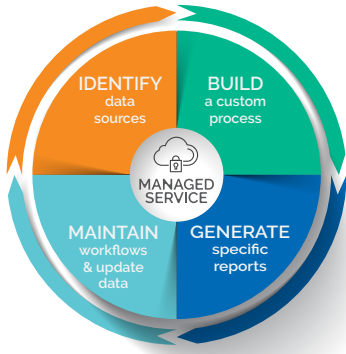 IDENTIFY
data
sources
BUILD
a custom
process
MANAGED
SERVICE
MAINTAIN
workflows
& update
data
GENERATE
specific
reports